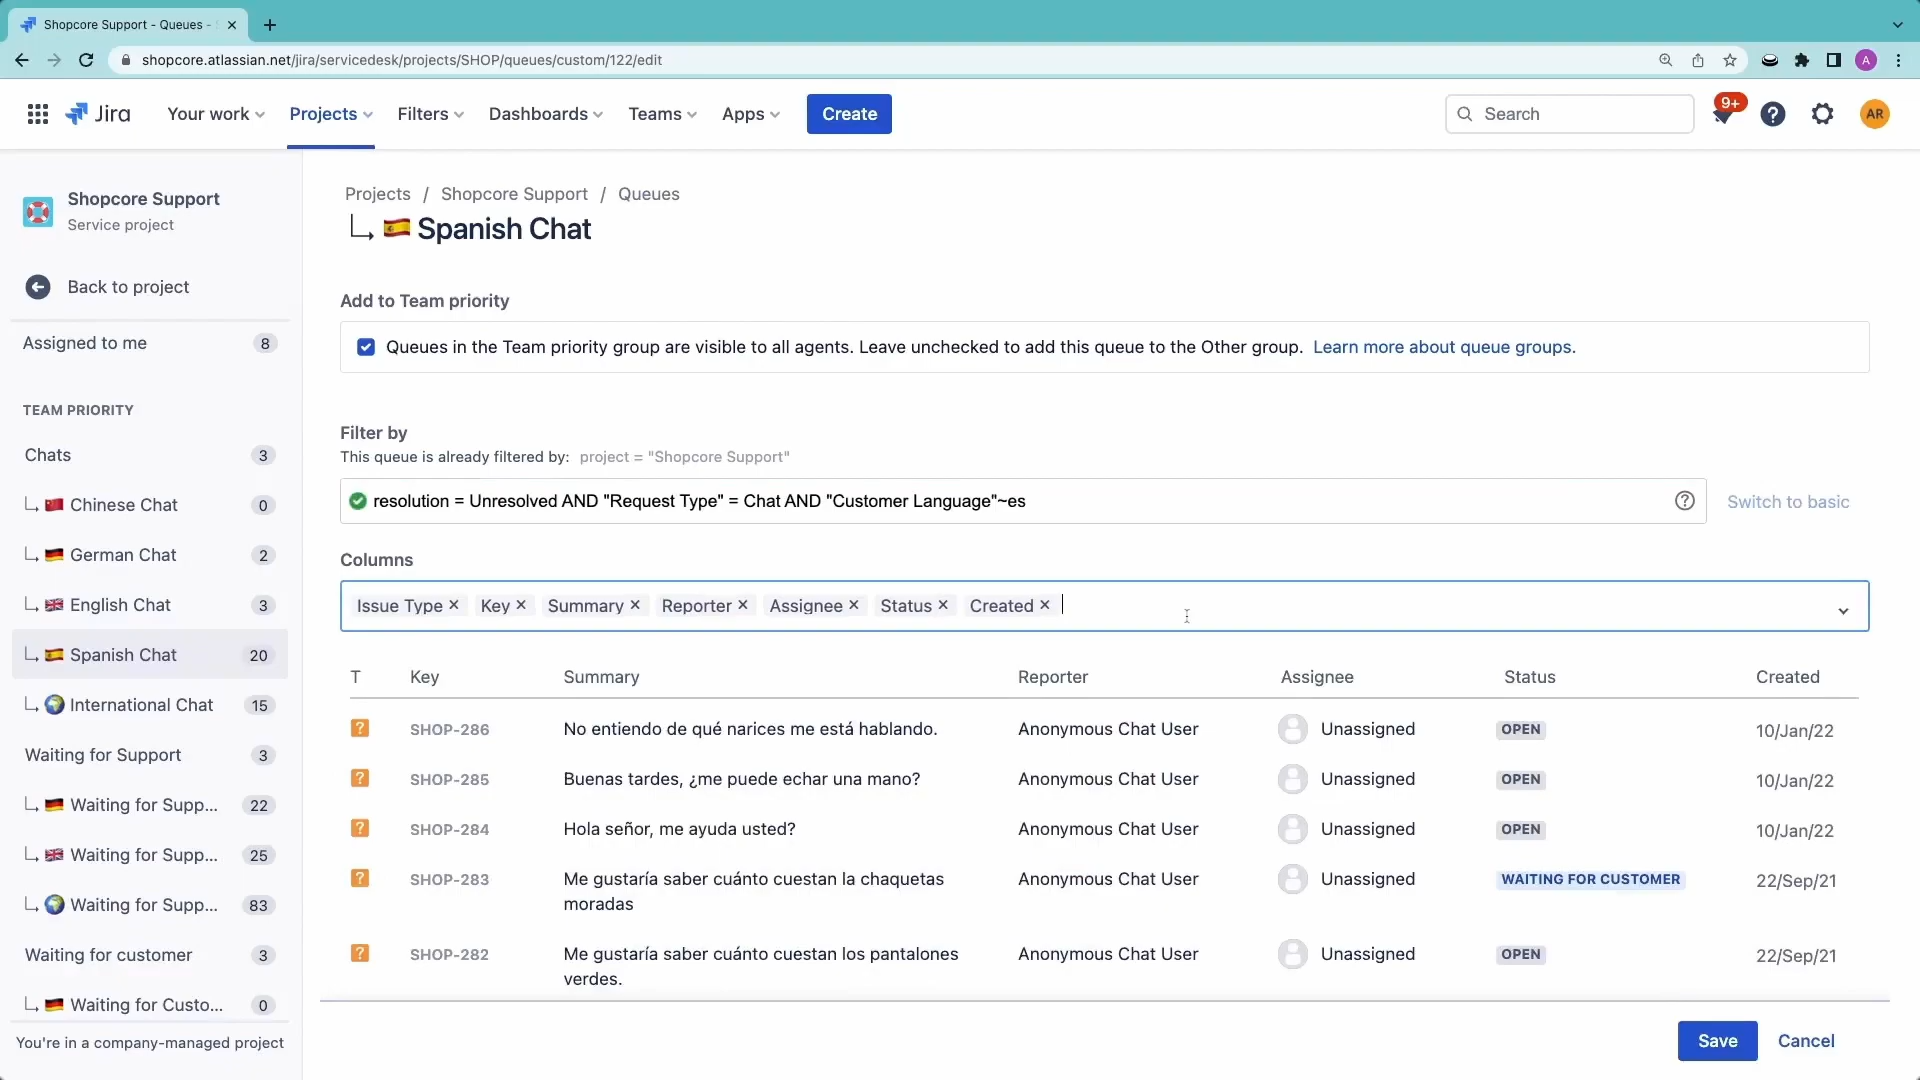 Shopcore Support - Queues -
shopcore.atlassian.net/jira/servicedesk/projects/SHOP/queues/custom/122/edit
A
Jira
Your work
Projects
Filters
Dashboards
Teams
Apps
Create
Search
9+
AR
Shopcore Support
Service project
Back to project
Assigned to me 8
TEAM PRIORITY
Chats 3
Chinese Chat 0
German Chat 2
English Chat 3
Spanish Chat 20
International Chat 15
Waiting for Support 3
Waiting for Supp... 22
Waiting for Supp... 25
Waiting for Supp... 83
Waiting for customer 3
Waiting for Custo... 0
You're in a company-managed project
Projects / Shopcore Support / Queues
Spanish Chat
Add to Team priority
Queues in the Team priority group are visible to all agents. Leave unchecked to add this queue to the Other group. Learn more about queue groups.
Filter by
This queue is already filtered by: project = "Shopcore Support"
resolution = Unresolved AND "Request Type" = Chat AND "Customer Language"~es
Switch to basic
Columns
Issue Type Key Summary Reporter Assignee Status Created
T Key Summary Reporter Assignee Status Created
SHOP-286 No entiendo de qué narices me está hablando. Anonymous Chat User Unassigned OPEN 10/Jan/22
SHOP-285 Buenas tardes, ¿me puede echar una mano? Anonymous Chat User Unassigned OPEN 10/Jan/22
SHOP-284 Hola señor, me ayuda usted? Anonymous Chat User Unassigned OPEN 10/Jan/22
SHOP-283 Me gustaría saber cuánto cuestan la chaquetas Anonymous Chat User Unassigned WAITING FOR CUSTOMER 22/Sep/21
moradas
SHOP-282 Me gustaría saber cuánto cuestan los pantalones Anonymous Chat User Unassigned OPEN 22/Sep/21
verdes.
Save
Cancel